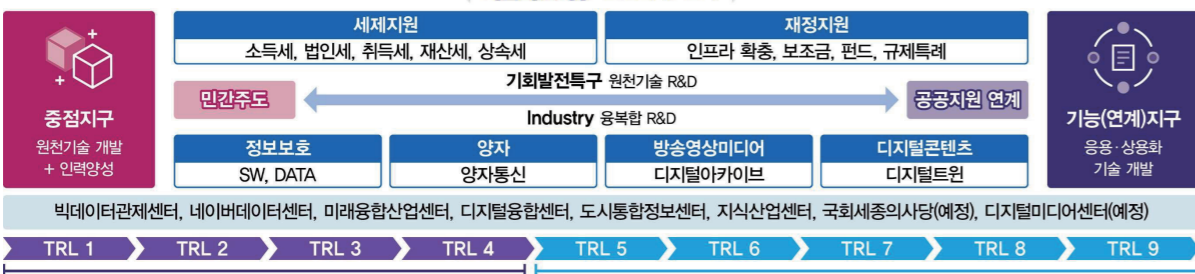 세제지원
소득세, 법인세, 취득세, 재산세, 상속세
재정지원
인프라 확충, 보조금, 펀드, 규제특례
중점지구
원천기술 개발
+ 인력양성
민간주도
기회발전특구 원천기술 R&D
Industry 융복합 R&D
공공지원 연계
기능(연계)지구
응용·상용화
기술 개발
정보보호
SW, DATA
양자
양자통신
방송영상미디어
디지털아카이브
디지털콘텐츠
디지털트윈
빅데이터관제센터, 네이버데이터센터, 미래융합산업센터, 디지털융합센터, 도시통합정보센터, 지식산업센터, 국회세종의사당(예정), 디지털미디어센터(예정)
TRL 1
TRL 2
TRL 3
TRL 4
TRL 5
TRL 6
TRL 7
TRL 8
TRL 9